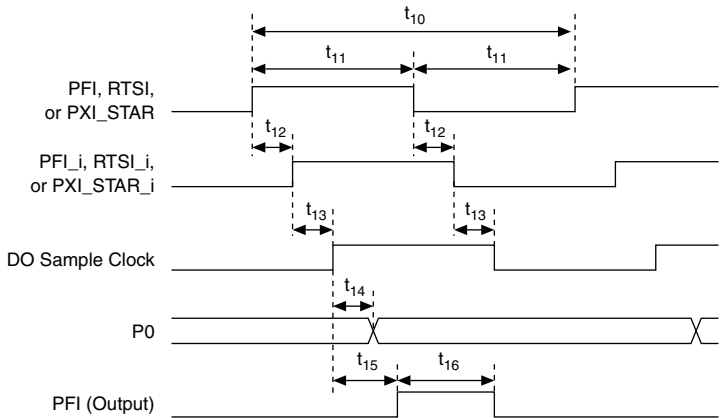 t10
t11 t11
PFI, RTSI,
or PXI_STAR
t12 t12
PFI_i, RTSI_i,
or PXI_STAR_i
t13 t13
DO Sample Clock
t14
P0
t15 t16
PFI (Output)